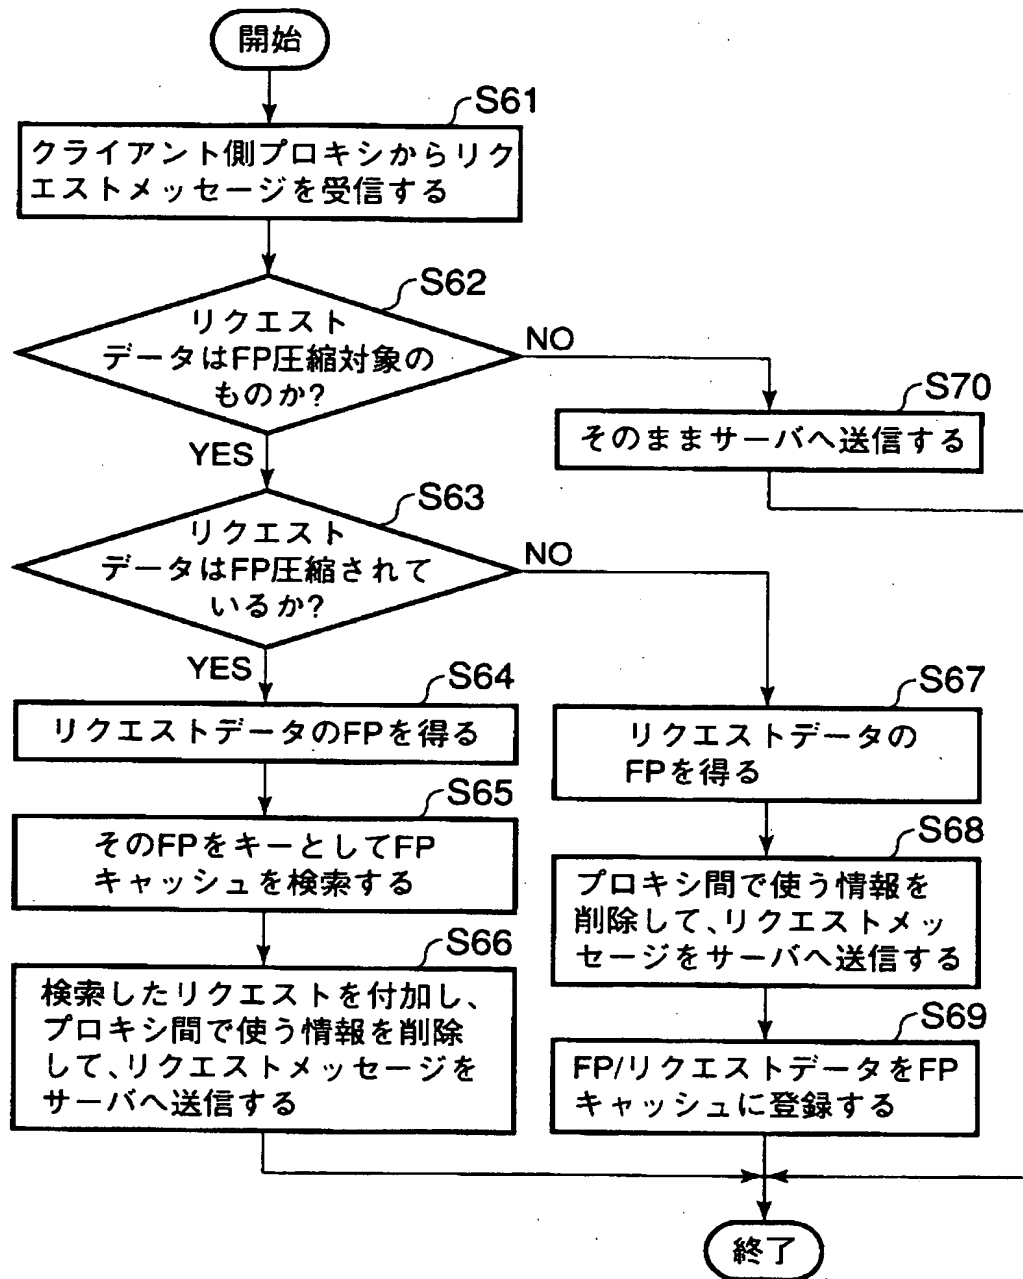 開始
S61
クライアント側プロキシからリク
エストメッセージを受信する
S62
リクエスト
データはFP圧縮対象の
ものか?
NO
YES
S70
そのままサーバへ送信する
S63
リクエスト
データはFP圧縮されて
いるか?
NO
YES
S64
リクエストデータのFPを得る
S65
そのFPをキーとしてFP
キャッシュを検索する
S66
検索したリクエストを付加し、
プロキシ間で使う情報を削除
して、リクエストメッセージを
サーバへ送信する
S67
リクエストデータの
FPを得る
S68
プロキシ間で使う情報を
削除して、リクエストメッ
セージをサーバへ送信する
S69
FP/リクエストデータをFP
キャッシュに登録する
終了